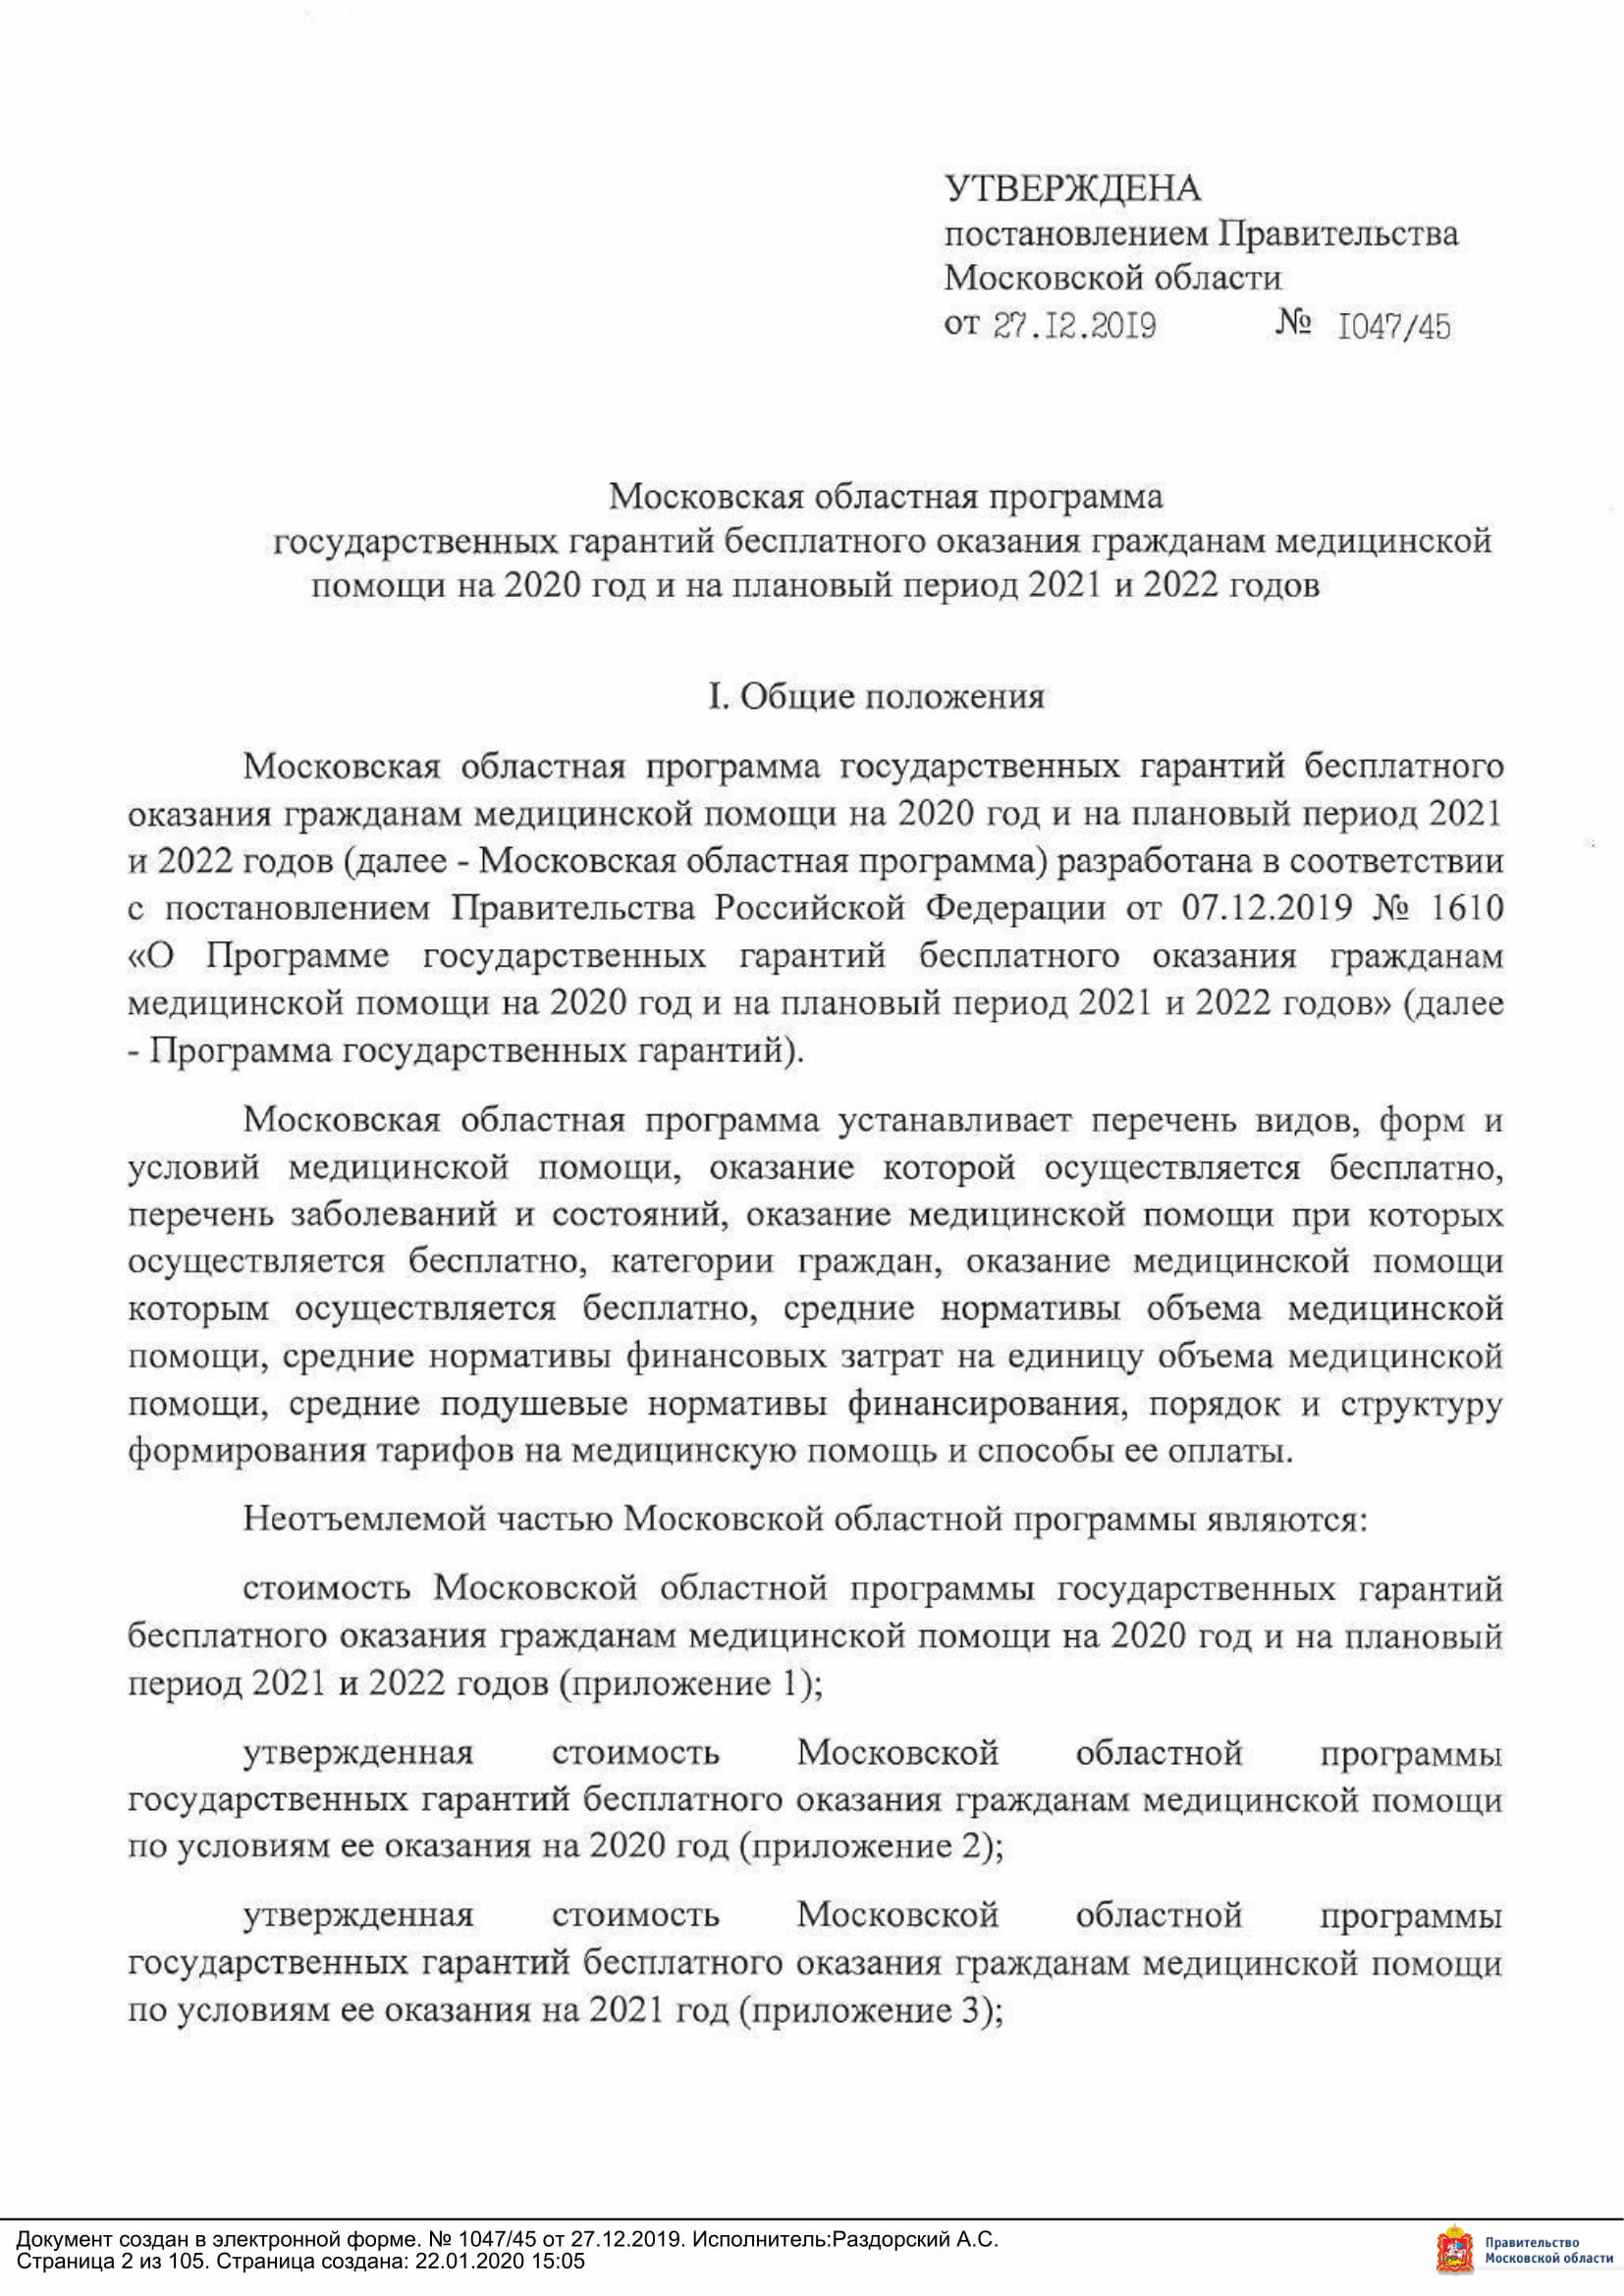 УТВЕРЖДЕНА
постановлением Правительства
Московской области
от 27.12.2019 № 1047/45
Московская областная программа
государственных гарантий бесплатного оказания гражданам медицинской
помощи на 2020 год и на плановый период 2021 и 2022 годов
I. Общие положения
Московская областная программа государственных гарантий бесплатного
оказания гражданам медицинской помощи на 2020 год и на плановый период 2021
и 2022 годов (далее - Московская областная программа) разработана в соответствии
с постановлением Правительства Российской Федерации от 07.12.2019 № 1610
«О Программе государственных гарантий бесплатного оказания гражданам
медицинской помощи на 2020 год и на плановый период 2021 и 2022 годов» (далее
- Программа государственных гарантий).
Московская областная программа устанавливает перечень видов, форм и
условий медицинской помощи, оказание которой осуществляется бесплатно,
перечень заболеваний и состояний, оказание медицинской помощи при которых
осуществляется бесплатно, категории граждан, оказание медицинской помощи
которым осуществляется бесплатно, средние нормативы объема медицинской
помощи, средние нормативы финансовых затрат на единицу объема медицинской
помощи, средние подушевые нормативы финансирования, порядок и структуру
формирования тарифов на медицинскую помощь и способы ее оплаты.
Неотъемлемой частью Московской областной программы являются:
стоимость Московской областной программы государственных гарантий
бесплатного оказания гражданам медицинской помощи на 2020 год и на плановый
период 2021 и 2022 годов (приложение 1);
утвержденная стоимость Московской областной программы
государственных гарантий бесплатного оказания гражданам медицинской помощи
по условиям ее оказания на 2020 год (приложение 2);
утвержденная стоимость Московской областной программы
государственных гарантий бесплатного оказания гражданам медицинской помощи
по условиям ее оказания на 2021 год (приложение 3);
Документ создан в электронной форме. № 1047/45 от 27.12.2019. Исполнитель:Раздорский А.С.
Страница 2 из 105. Страница создана: 22.01.2020 15:05
Правительство
Московской области